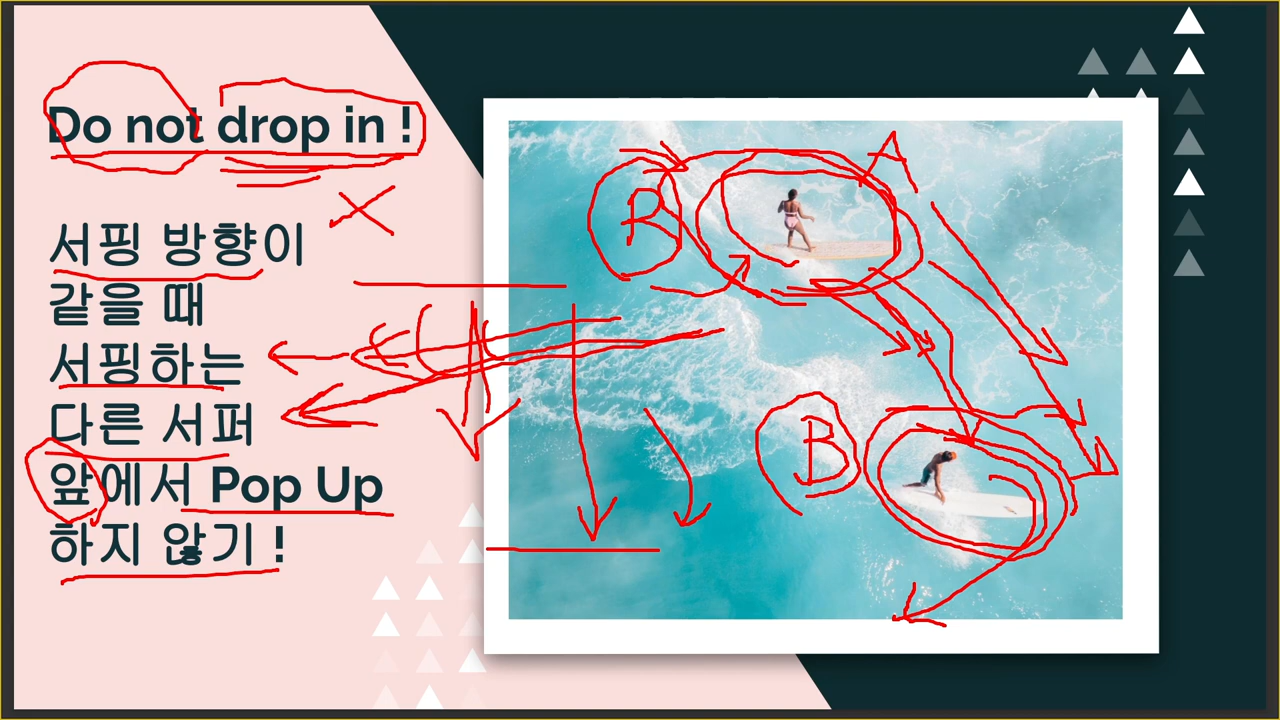 Do not drop in !
서핑 방향이
같을 때
서핑하는
다른 서퍼
앞에서 Pop Up
하지 않기 !
A
B
B